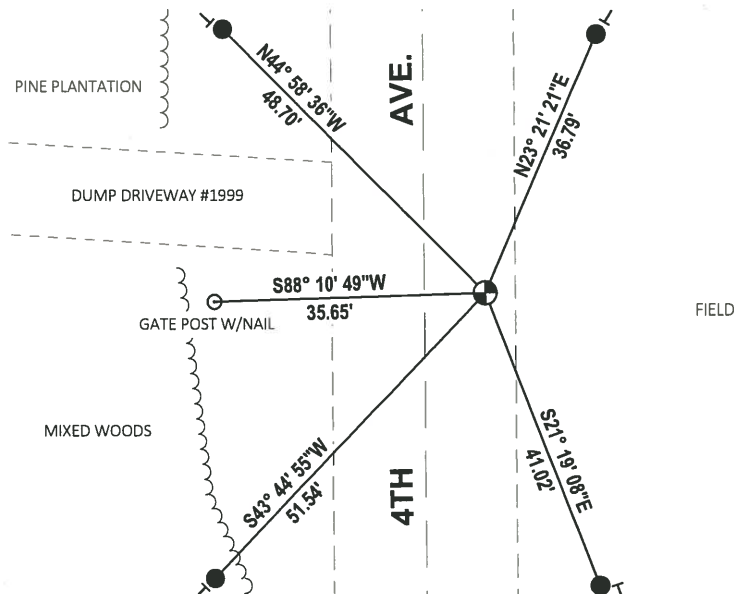 N44° 58' 36"W
48.70'
AVE.
N23° 21' 21"E
36.79'
PINE PLANTATION
DUMP DRIVEWAY #1999
S88° 10' 49"W
35.65'
GATE POST W/NAIL
FIELD
MIXED WOODS
S43° 44' 55"W
51.54'
4TH
S21° 19' 08"E
41.02'